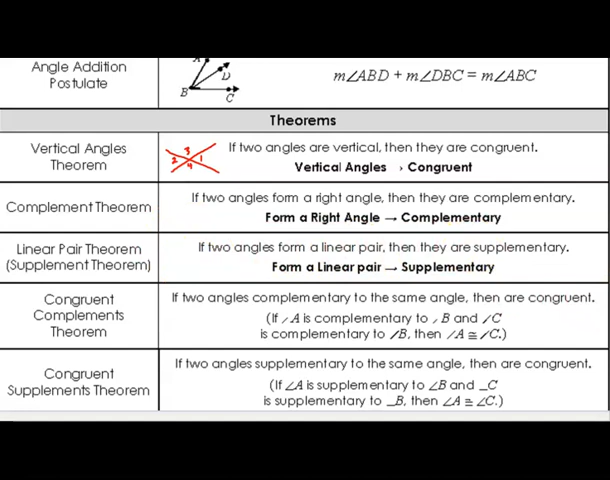 Angle Addition
Postulate
A
D
B
C
m∠ABD + m∠DBC = m∠ABC
Theorems
Vertical Angles
Theorem
3
2 1
4
If two angles are vertical, then they are congruent.
Vertical Angles → Congruent
Complement Theorem
If two angles form a right angle, then they are complementary.
Form a Right Angle → Complementary
Linear Pair Theorem
(Supplement Theorem)
If two angles form a linear pair, then they are supplementary.
Form a Linear pair → Supplementary
Congruent
Complements
Theorem
If two angles complementary to the same angle, then are congruent.
(If ∠A is complementary to ∠B and ∠C
is complementary to ∠B, then ∠A ≅ ∠C.)
Congruent
Supplements Theorem
If two angles supplementary to the same angle, then are congruent.
(If ∠A is supplementary to ∠B and ∠C
is supplementary to ∠B, then ∠A ≅ ∠C.)